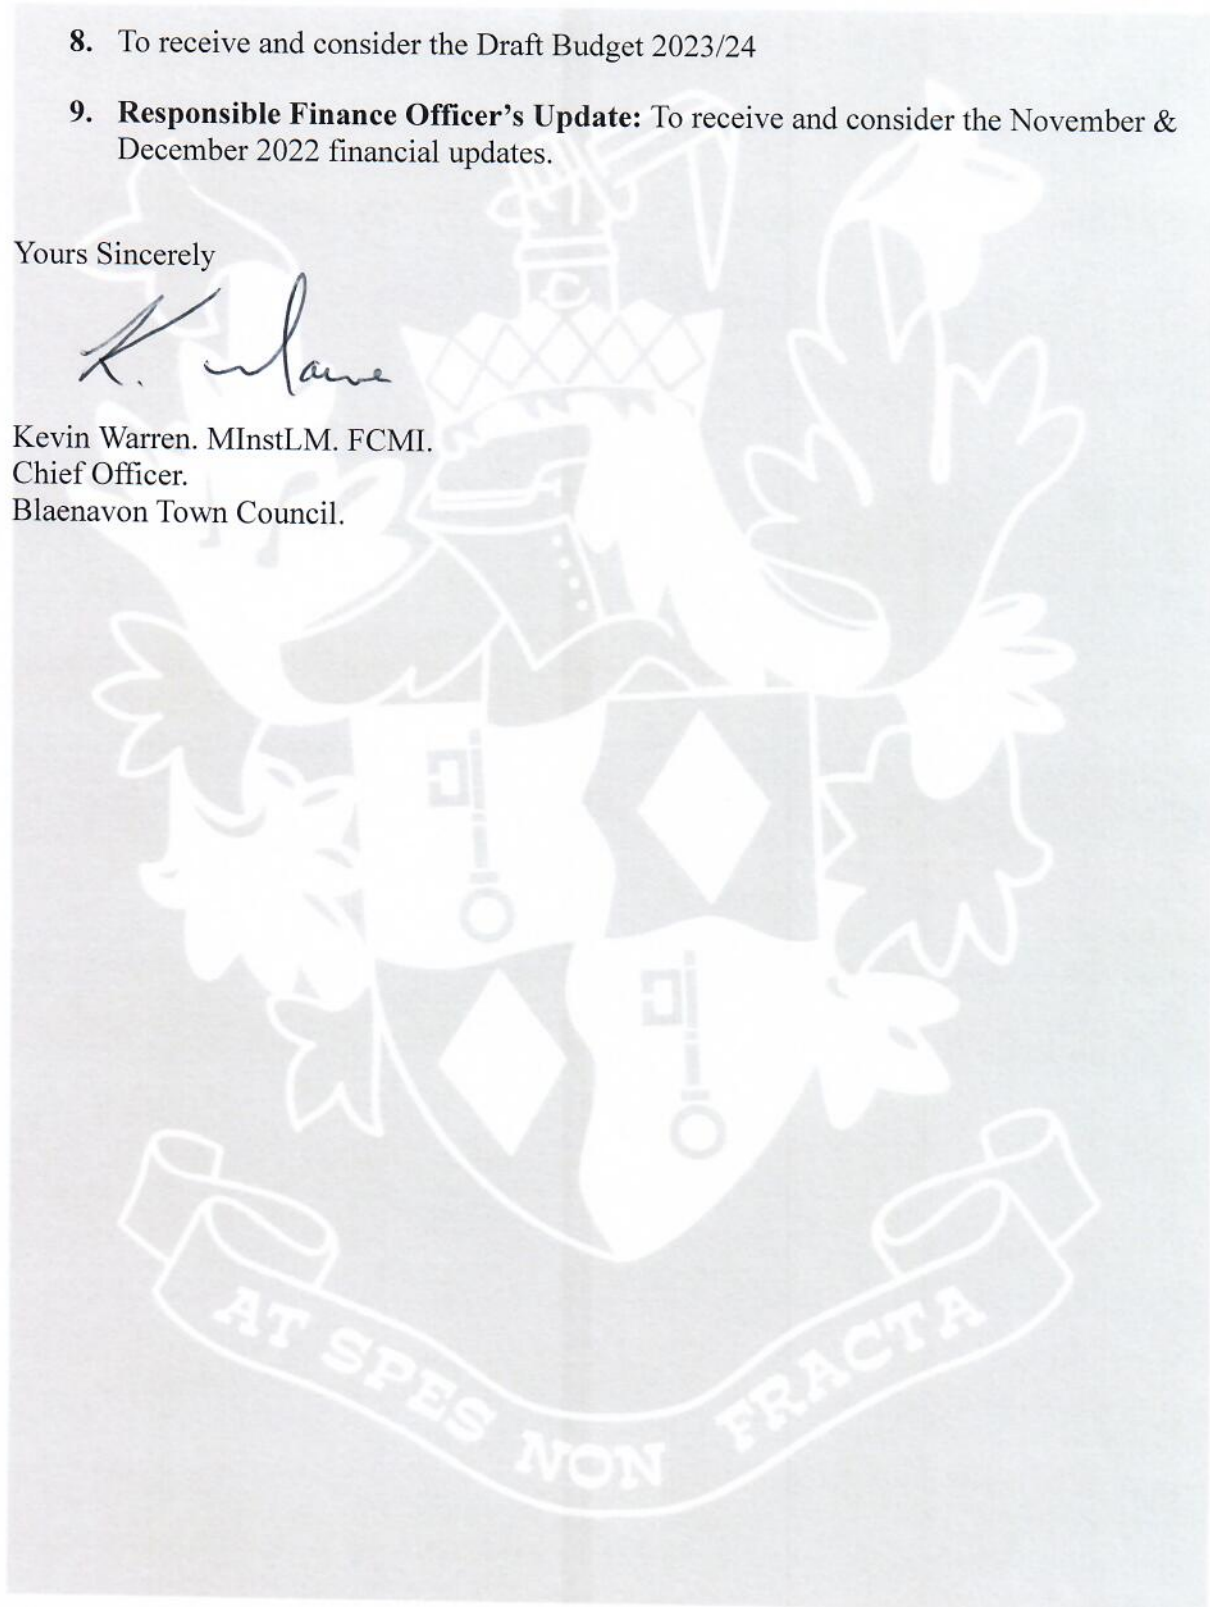 8. To receive and consider the Draft Budget 2023/24
9. Responsible Finance Officer's Update: To receive and consider the November &
December 2022 financial updates.
Yours Sincerely
Kevin Warren. MInstLM. FCMI.
Chief Officer.
Blaenavon Town Council.
AT SPES NON FRACTA